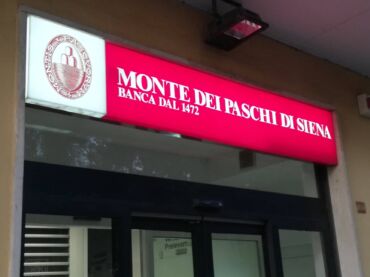 MONTE DEI PASCHI DI SIENA
BANCA DAL 1472